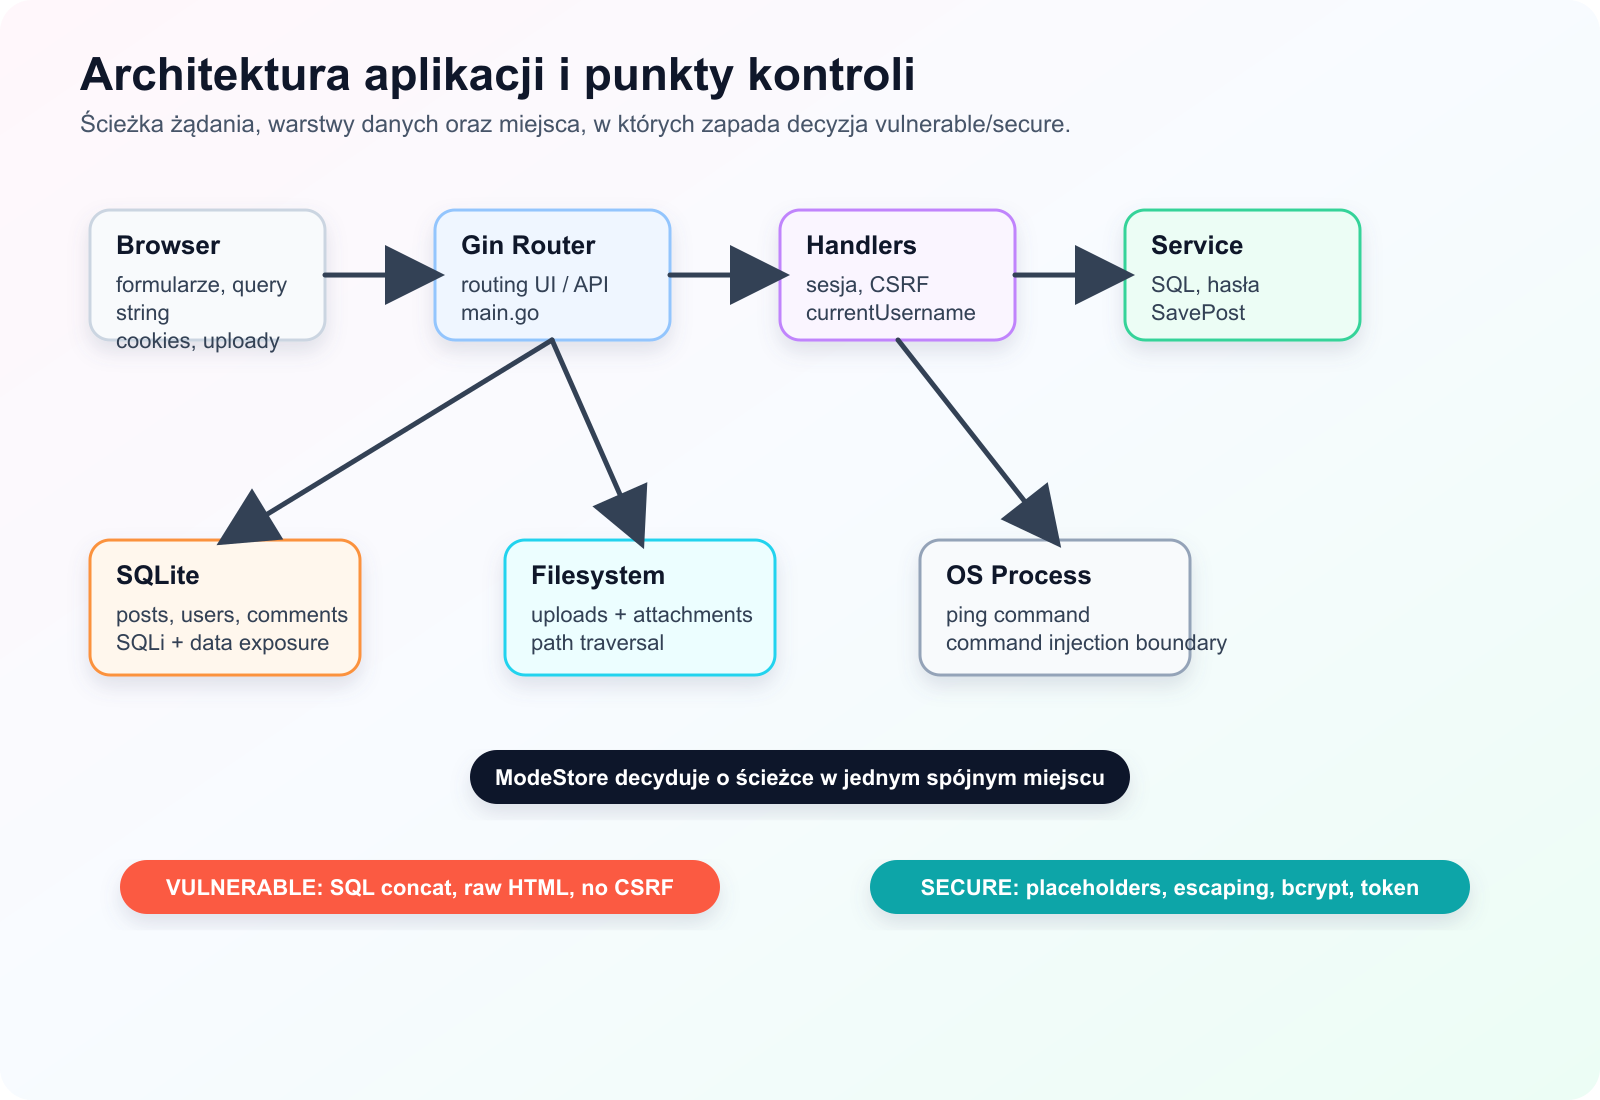 Architektura aplikacji i punkty kontroli
Ścieżka żądania, warstwy danych oraz miejsca, w których zapada decyzja vulnerable/secure.
Browser
formularze, query
string
cookies, uploady
Gin Router
routing UI / API
main.go
Handlers
sesja, CSRF
currentUsername
Service
SQL, hasła
SavePost
SQLite
posts, users, comments
SQLi + data exposure
Filesystem
uploads + attachments
path traversal
OS Process
ping command
command injection boundary
ModeStore decyduje o ścieżce w jednym spójnym miejscu
VULNERABLE: SQL concat, raw HTML, no CSRF
SECURE: placeholders, escaping, bcrypt, token